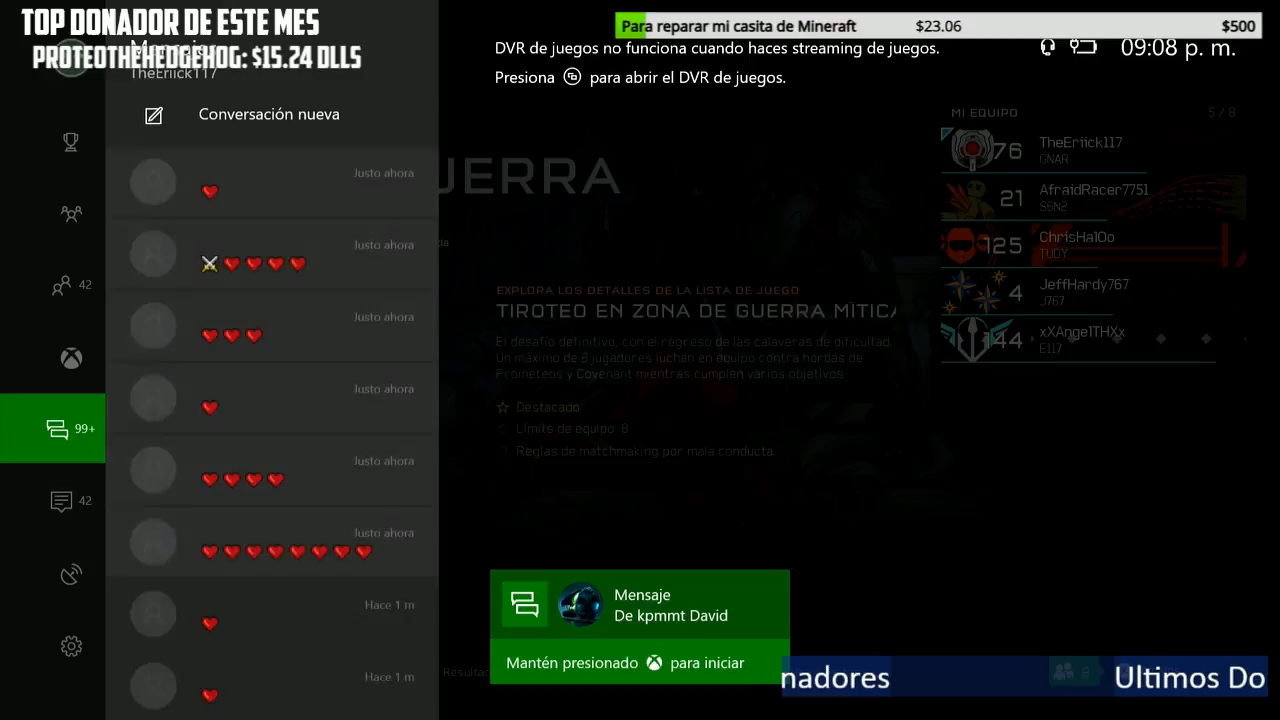 TOP DONADOR DE ESTE MES
PROTEOTHEHEDGEHOG: $15.24 DLLS
TheEriick117
Para reparar mi casita de Mineraft $23.06 $500
DVR de juegos no funciona cuando haces streaming de juegos.
Presiona para abrir el DVR de juegos.
09:08 p. m.
Conversación nueva
Justo ahora
Justo ahora
Justo ahora
Justo ahora
Justo ahora
Justo ahora
Hace 1 m
Hace 1 m
42
99+
42
UERRA
EXPLORA LOS DETALLES DE LA LISTA DE JUEGO
TIROTEO EN ZONA DE GUERRA MÍTICA
El desafío definitivo, con el regreso de las calaveras de dificultad.
Un máximo de 8 jugadores luchan en equipo contra hordas de
Prometeos y Covenant mientras cumplen varios objetivos.
Destacado
Límite de equipo: 8
Reglas de matchmaking por mala conducta.
MI EQUIPO 5/8
76 TheEriick117
GNAR
21 AfraidRacer7751
S6N2
125 ChrisHal0o
TUDY
4 JeffHardy767
J767
144 xXAngelTHXx
E117
Mensaje
De kpmmt David
Mantén presionado para iniciar
nadores Ultimos Do